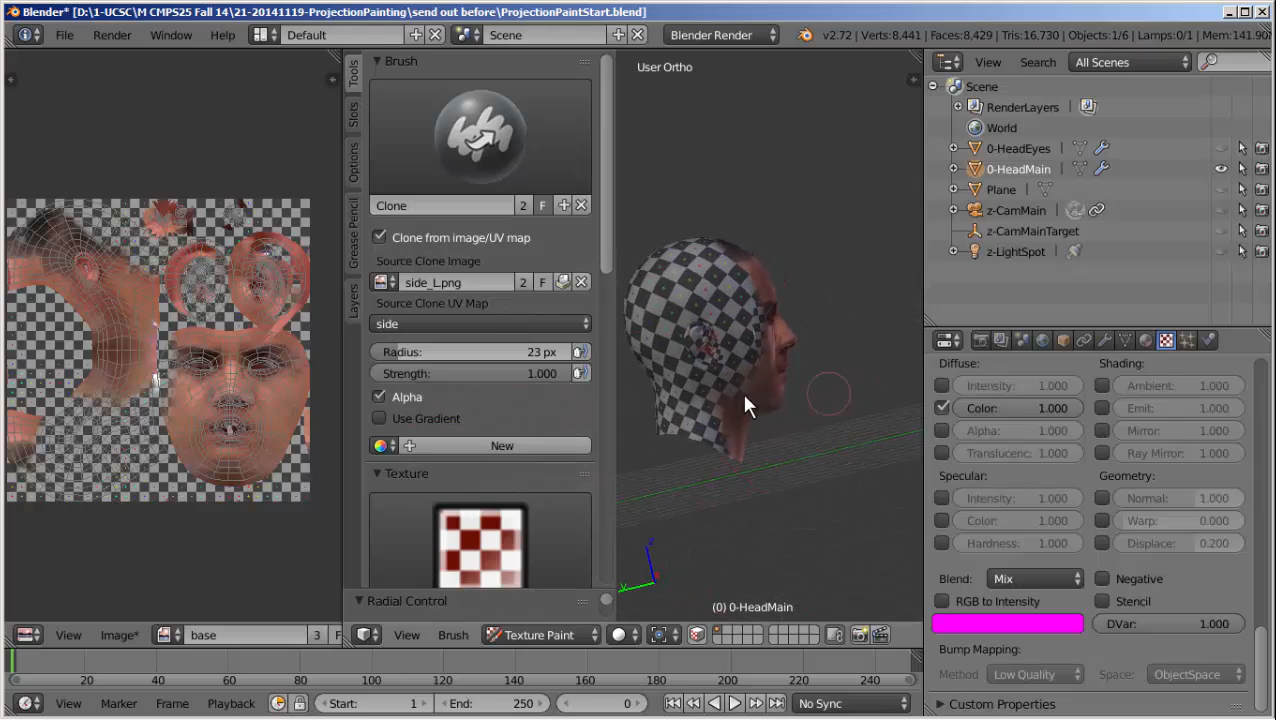 Blender* [D:\1-UCSC\M CMPS25 Fall 14\21-20141119-ProjectionPainting\send out before\ProjectionPaintStart.blend]
File Render Window Help Default Scene Blender Render v2.72 | Verts:8,441 | Faces:8,429 | Tris:16,730 | Objects:1/6 | Lamps:0/1 | Mem:141.90
Tools
Slots
Options
Grease Pencil
Layers
Brush
Clone 2 F
Clone from image/UV map
Source Clone Image
side_L.png 2 F
Source Clone UV Map
side
Radius: 23 px
Strength: 1.000
Alpha
Use Gradient
New
Texture
Radial Control
User Ortho
z
y
(0) 0-HeadMain
View Image* base 3 F
View Brush Texture Paint
View Search All Scenes
Scene
RenderLayers
World
0-HeadEyes
0-HeadMain
Plane
z-CamMain
z-CamMainTarget
z-LightSpot
Diffuse: Shading:
Intensity: 1.000 Ambient: 1.000
Color: 1.000 Emit: 1.000
Alpha: 1.000 Mirror: 1.000
Translucenc: 1.000 Ray Mirror: 1.000
Specular: Geometry:
Intensity: 1.000 Normal: 1.000
Color: 1.000 Warp: 0.000
Hardness: 1.000 Displace: 0.200
Blend: Mix Negative
RGB to Intensity Stencil
DVar: 1.000
Bump Mapping:
Method Low Quality Space: ObjectSpace
Custom Properties
0 20 40 60 80 100 120 140 160 180 200 220 240
View Marker Frame Playback Start: 1 End: 250 0 No Sync